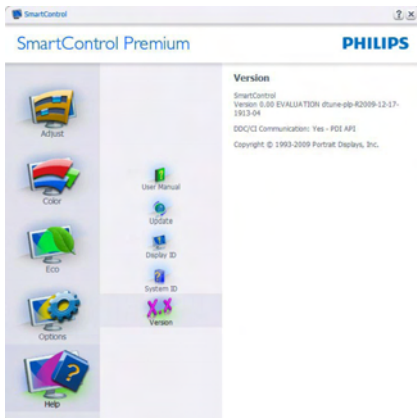 SmartControl
SmartControl Premium
PHILIPS
Adjust
Color
Eco
Options
Help
User Manual
Update
Display ID
System ID
X.X
Version
Version
SmartControl
Version 0.00 EVALUATION dtune-plp-R2009-12-17-
1913-04
DDC/CI Communication: Yes - PDI API
Copyright © 1993-2009 Portrait Displays, Inc.